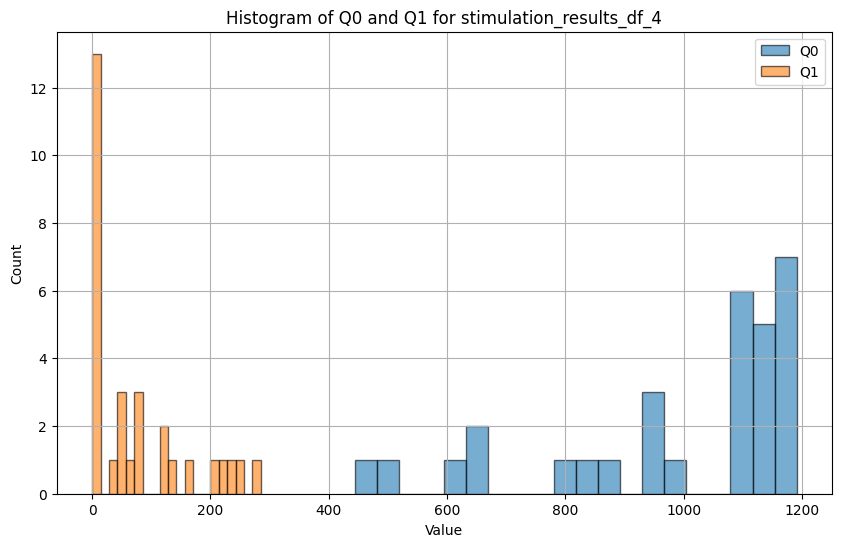 Histogram of Q0 and Q1 for stimulation_results_df_4
Q0
Q1
Count
12
10
8
6
4
2
0
0 200 400 600 800 1000 1200
Value